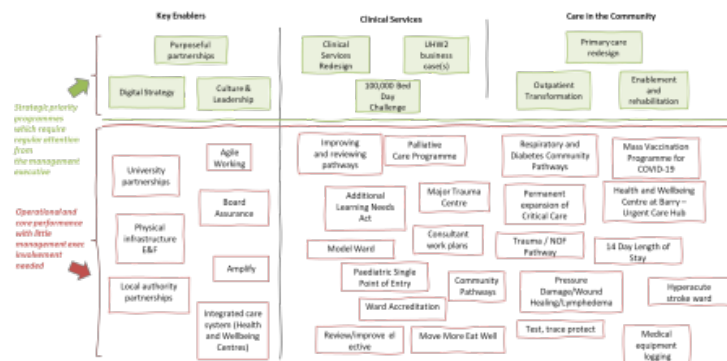 Key Enablers
Clinical Services
Care in the Community
Purposeful
partnerships
Digital Strategy
Culture &
Leadership
Clinical
Services
Redesign
UHW2
business
case(s)
100,000 Bed
Day
Challenge
Primary care
redesign
Outpatient
Transformation
Enablement
and
rehabilitation
Strategic priority
programmes
which require
regular attention
from
the management
executive
Operational and
core performance
with little
management exec
involvement
needed
University
partnerships
Agile
Working
Physical
infrastructure
E&F
Board
Assurance
Local authority
partnerships
Amplify
Integrated care
system (Health
and Wellbeing
Centres)
Improving
and reviewing
pathways
Palliative
Care Programme
Additional
Learning Needs
Act
Major Trauma
Centre
Model Ward
Consultant
work plans
Paediatric Single
Point of Entry
Community
Pathways
Ward Accreditation
Review/improve el
ective
Move More Eat Well
Respiratory and
Diabetes Community
Pathways
Mass Vaccination
Programme for
COVID-19
Permanent
expansion of
Critical Care
Health and Wellbeing
Centre at Barry –
Urgent Care Hub
Trauma / NOF
Pathway
14 Day Length of
Stay
Pressure
Damage/Wound
Healing/Lymphedema
Hyperacute
stroke ward
Test, trace protect
Medical
equipment
logging